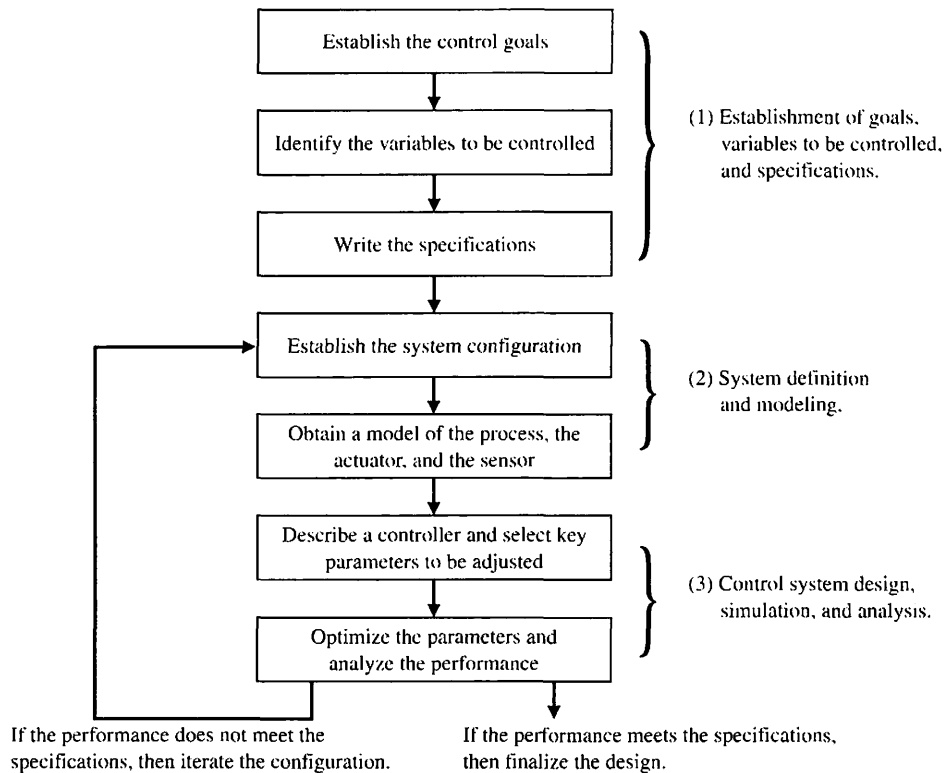 Establish the control goals
Identify the variables to be controlled
Write the specifications
(1) Establishment of goals,
variables to be controlled,
and specifications.
Establish the system configuration
Obtain a model of the process, the
actuator, and the sensor
(2) System definition
and modeling.
Describe a controller and select key
parameters to be adjusted
Optimize the parameters and
analyze the performance
(3) Control system design,
simulation, and analysis.
If the performance does not meet the
specifications, then iterate the configuration.
If the performance meets the specifications,
then finalize the design.